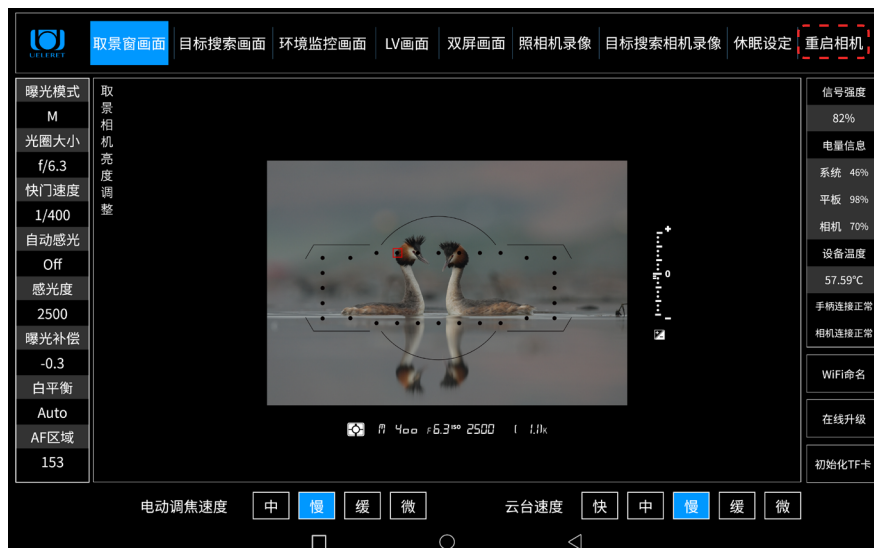 UELFRET
取景窗画面 目标搜索画面 环境监控画面 LV画面 双屏画面 照相机录像 目标搜索相机录像 休眠设定 重启相机
曝光模式
M
光圈大小
f/6.3
快门速度
1/400
自动感光
Off
感光度
2500
曝光补偿
-0.3
白平衡
Auto
AF区域
153
取景相机亮度调整
+
0
-
M 400 F6.3 ISO 2500 [ 1.1]K
信号强度
82%
电量信息
系统 46%
平板 98%
相机 70%
设备温度
57.59℃
手柄连接正常
相机连接正常
WiFi命名
在线升级
初始化TF卡
电动调焦速度 中 慢 缓 微 云台速度 快 中 慢 缓 微